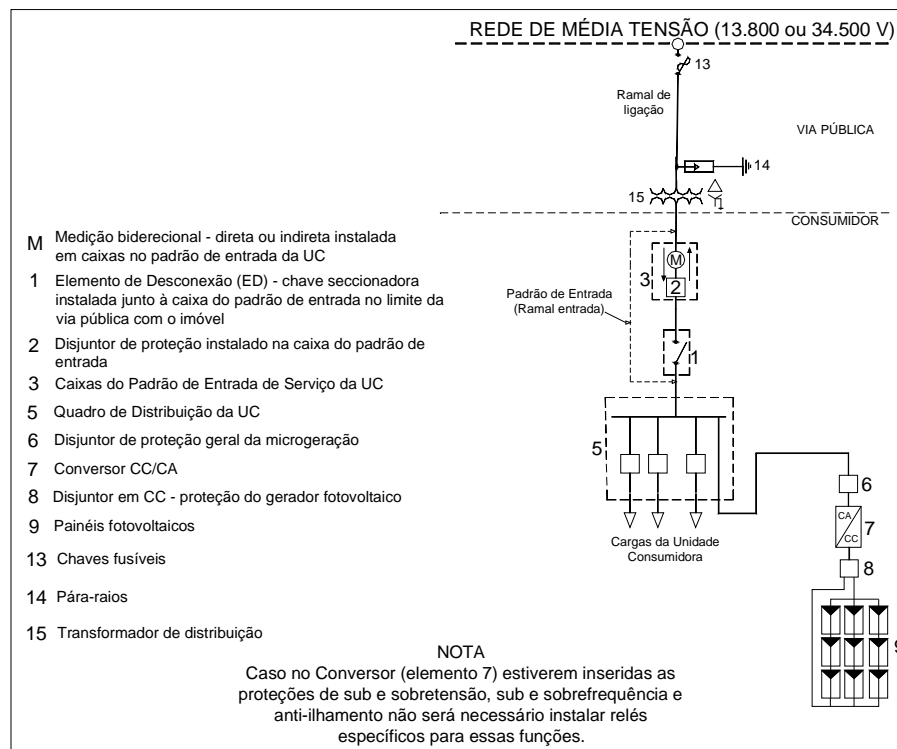 REDE DE MÉDIA TENSÃO (13.800 ou 34.500 V)
13
Ramal de
ligação
VIA PÚBLICA
14
15
CONSUMIDOR
M Medição biderecional - direta ou indireta instalada
em caixas no padrão de entrada da UC
1 Elemento de Desconexão (ED) - chave seccionadora
instalada junto à caixa do padrão de entrada no limite da
via pública com o imóvel
2 Disjuntor de proteção instalado na caixa do padrão de
entrada
3 Caixas do Padrão de Entrada de Serviço da UC
5 Quadro de Distribuição da UC
6 Disjuntor de proteção geral da microgeração
7 Conversor CC/CA
8 Disjuntor em CC - proteção do gerador fotovoltaico
9 Painéis fotovoltaicos
13 Chaves fusíveis
14 Pára-raios
15 Transformador de distribuição
M
3
2
Padrão de Entrada
(Ramal entrada)
1
5
Cargas da Unidade
Consumidora
6
CA
CC
7
8
9
NOTA
Caso no Conversor (elemento 7) estiverem inseridas as
proteções de sub e sobretensão, sub e sobrefrequência e
anti-ilhamento não será necessário instalar relés
específicos para essas funções.